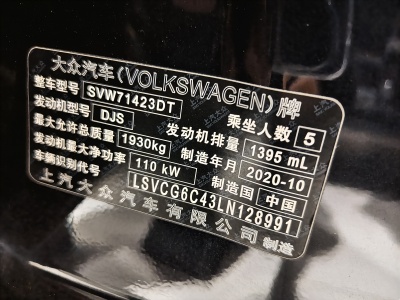 大众汽车(VOLKSWAGEN)牌
整车型号 SVW71423DT 乘坐人数 5
发动机型号 DJS 发动机排量 1395 mL
最大允许总质量 1930kg 制造年月 2020-10
发动机最大净功率 110 kW 制造国 中国
车辆识别代号 LSVCG6C43LN128991
上汽大众汽车有限公司 制造